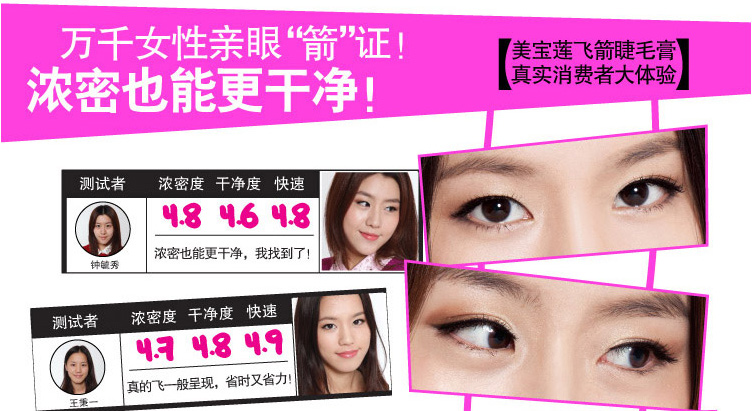 万千女性亲眼“箭”证!
浓密也能更干净!
【美宝莲飞箭睫毛膏
真实消费者大体验】
测试者 浓密度 干净度 快速
4.8 4.6 4.8
钟毓秀
浓密也能更干净,我找到了!
测试者 浓密度 干净度 快速
4.7 4.8 4.9
王秉一
真的飞一般呈现,省时又省力!